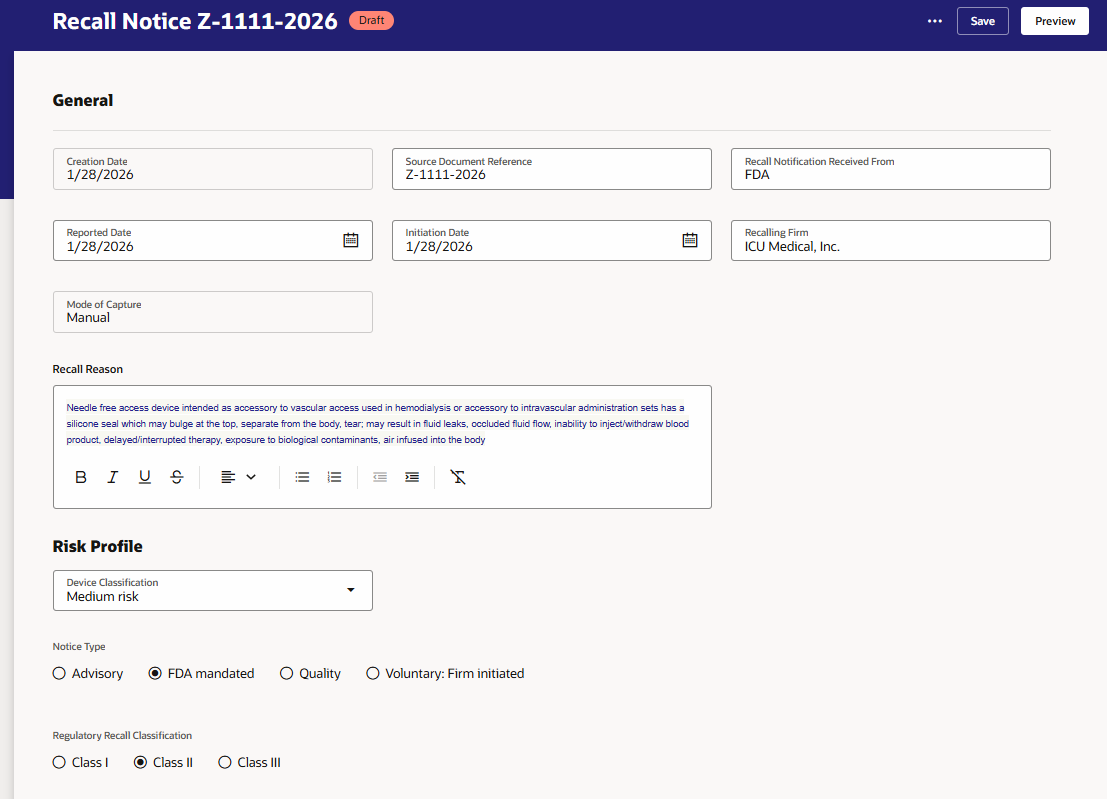 Recall Notice Z-1111-2026 Draft
Save
Preview
General
Creation Date
1/28/2026
Source Document Reference
Z-1111-2026
Recall Notification Received From
FDA
Reported Date
1/28/2026
Initiation Date
1/28/2026
Recalling Firm
ICU Medical, Inc.
Mode of Capture
Manual
Recall Reason
Needle free access device intended as accessory to vascular access used in hemodialysis or accessory to intravascular administration sets has a
silicone seal which may bulge at the top, separate from the body, tear; may result in fluid leaks, occluded fluid flow, inability to inject/withdraw blood
product, delayed/interrupted therapy, exposure to biological contaminants, air infused into the body
B I U S
Risk Profile
Device Classification
Medium risk
Notice Type
Advisory FDA mandated Quality Voluntary: Firm initiated
Regulatory Recall Classification
Class I Class II Class III